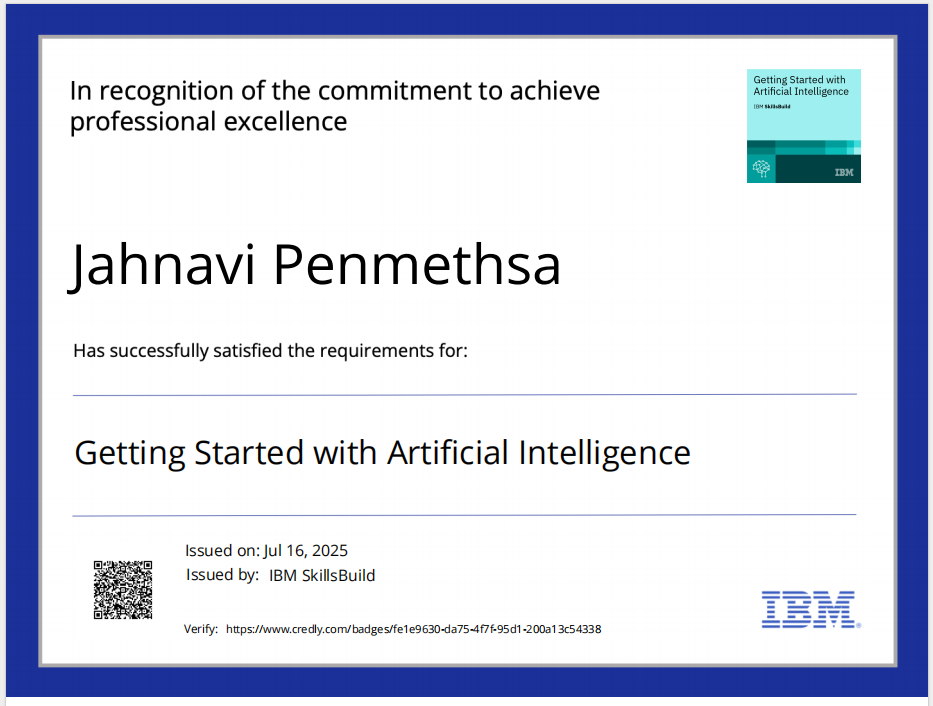 In recognition of the commitment to achieve
professional excellence
Getting Started with
Artificial Intelligence
IBM SkillsBuild
IBM
Jahnavi Penmethsa
Has successfully satisfied the requirements for:
Getting Started with Artificial Intelligence
Issued on: Jul 16, 2025
Issued by: IBM SkillsBuild
Verify: https://www.credly.com/badges/fe1e9630-da75-4f7f-95d1-200a13c54338
IBM®